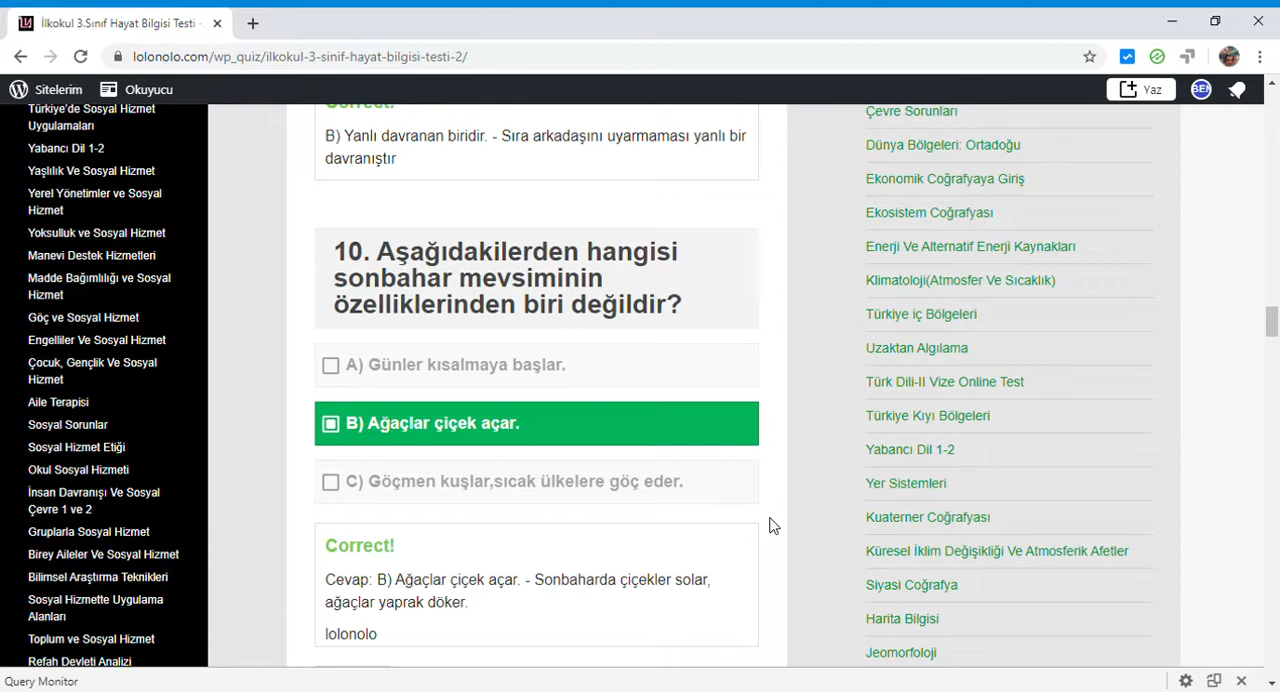 İlkokul 3.Sınıf Hayat Bilgisi Testi -
lolonolo.com/wp_quiz/ilkokul-3-sinif-hayat-bilgisi-testi-2/
Sitelerim
Okuyucu
Yaz
BEN
Türkiye'de Sosyal Hizmet
Uygulamaları
Yabancı Dil 1-2
Yaşlılık Ve Sosyal Hizmet
Yerel Yönetimler ve Sosyal
Hizmet
Yoksulluk ve Sosyal Hizmet
Manevi Destek Hizmetleri
Madde Bağımlılığı ve Sosyal
Hizmet
Göç ve Sosyal Hizmet
Engelliler Ve Sosyal Hizmet
Çocuk, Gençlik Ve Sosyal
Hizmet
Aile Terapisi
Sosyal Sorunlar
Sosyal Hizmet Etiği
Okul Sosyal Hizmeti
İnsan Davranışı Ve Sosyal
Çevre 1 ve 2
Gruplarla Sosyal Hizmet
Birey Aileler Ve Sosyal Hizmet
Bilimsel Araştırma Teknikleri
Sosyal Hizmette Uygulama
Alanları
Toplum ve Sosyal Hizmet
Refah Devleti Analizi
Correct!
B) Yanlı davranan biridir. - Sıra arkadaşını uyarmaması yanlı bir
davranıştır
10. Aşağıdakilerden hangisi
sonbahar mevsiminin
özelliklerinden biri değildir?
A) Günler kısalmaya başlar.
B) Ağaçlar çiçek açar.
C) Göçmen kuşlar,sıcak ülkelere göç eder.
Correct!
Cevap: B) Ağaçlar çiçek açar. - Sonbaharda çiçekler solar,
ağaçlar yaprak döker.
lolonolo
Çevre Sorunları
Dünya Bölgeleri: Ortadoğu
Ekonomik Coğrafyaya Giriş
Ekosistem Coğrafyası
Enerji Ve Alternatif Enerji Kaynakları
Klimatoloji(Atmosfer Ve Sıcaklık)
Türkiye iç Bölgeleri
Uzaktan Algılama
Türk Dili-II Vize Online Test
Türkiye Kıyı Bölgeleri
Yabancı Dil 1-2
Yer Sistemleri
Kuaterner Coğrafyası
Küresel İklim Değişikliği Ve Atmosferik Afetler
Siyasi Coğrafya
Harita Bilgisi
Jeomorfoloji
Query Monitor